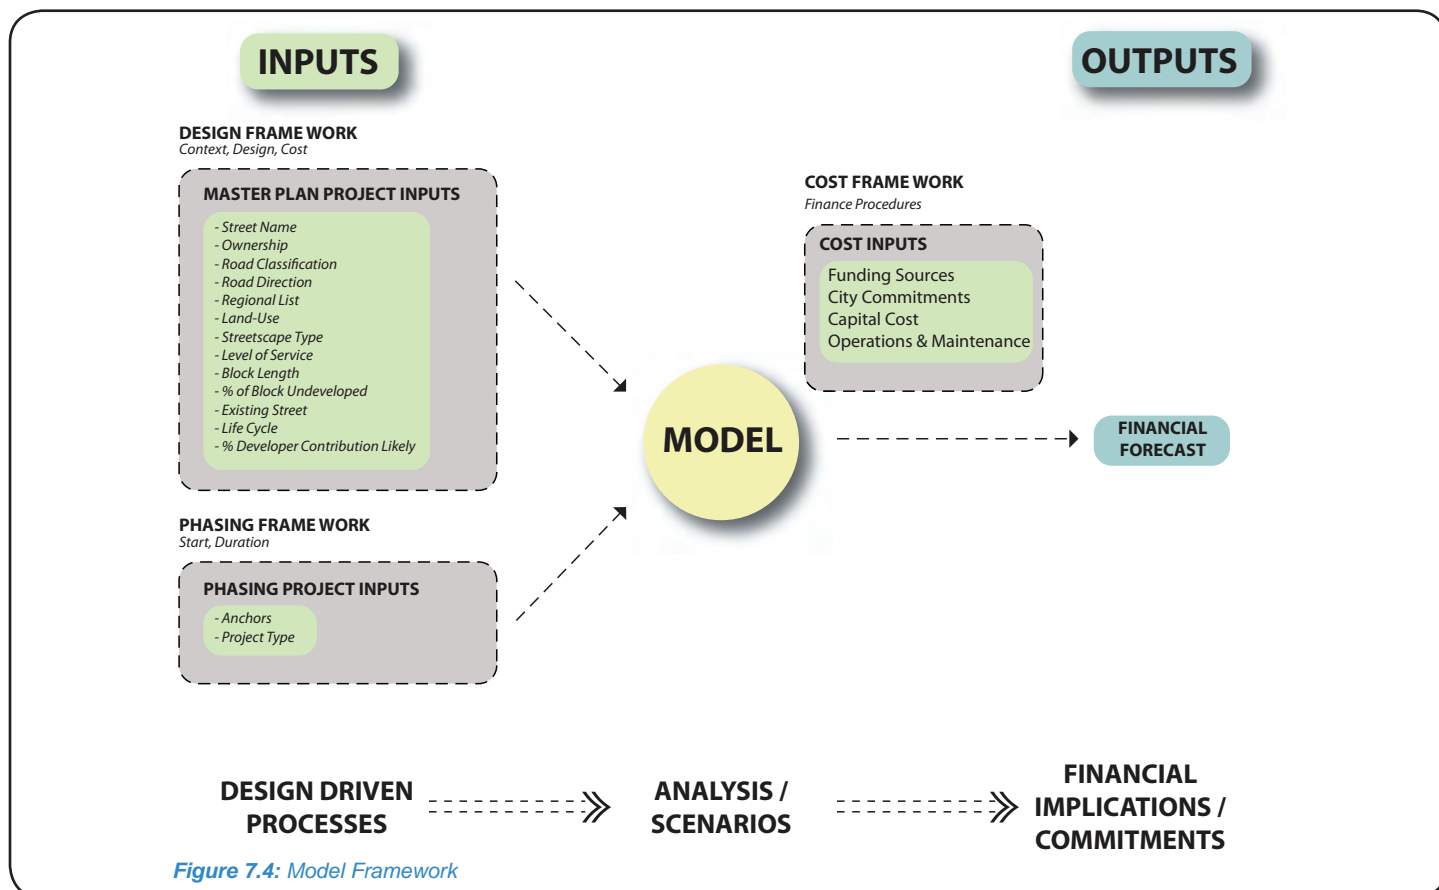 INPUTS
OUTPUTS
DESIGN FRAME WORK
Context, Design, Cost
MASTER PLAN PROJECT INPUTS
- Street Name
- Ownership
- Road Classification
- Road Direction
- Regional List
- Land-Use
- Streetscape Type
- Level of Service
- Block Length
- % of Block Undeveloped
- Existing Street
- Life Cycle
- % Developer Contribution Likely
PHASING FRAME WORK
Start, Duration
PHASING PROJECT INPUTS
- Anchors
- Project Type
MODEL
COST FRAME WORK
Finance Procedures
COST INPUTS
Funding Sources
City Commitments
Capital Cost
Operations & Maintenance
FINANCIAL
FORECAST
DESIGN DRIVEN
PROCESSES
ANALYSIS /
SCENARIOS
FINANCIAL
IMPLICATIONS /
COMMITMENTS
Figure 7.4: Model Framework